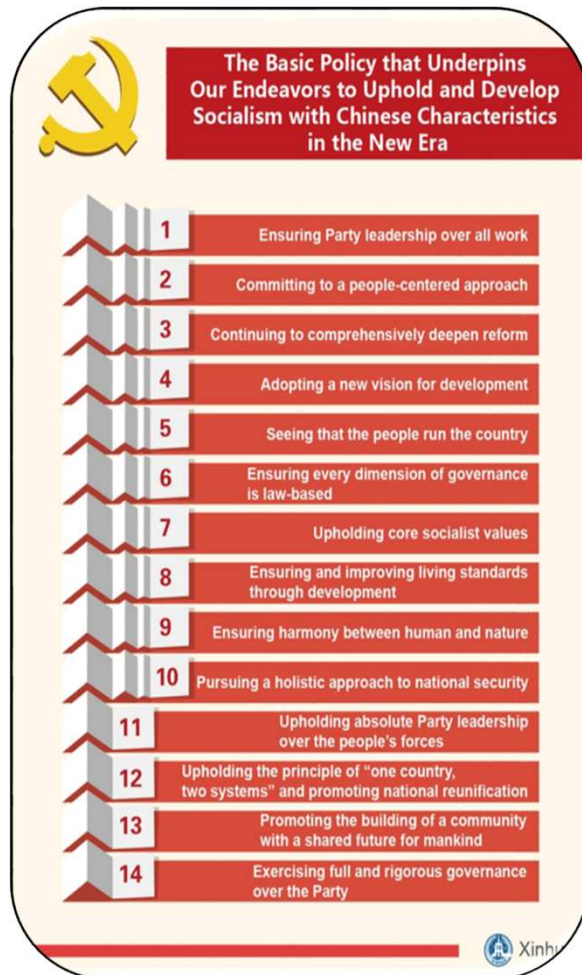 The Basic Policy that Underpins
Our Endeavors to Uphold and Develop
Socialism with Chinese Characteristics
in the New Era
1 Ensuring Party leadership over all work
2 Committing to a people-centered approach
3 Continuing to comprehensively deepen reform
4 Adopting a new vision for development
5 Seeing that the people run the country
6 Ensuring every dimension of governance
is law-based
7 Upholding core socialist values
8 Ensuring and improving living standards
through development
9 Ensuring harmony between human and nature
10 Pursuing a holistic approach to national security
11 Upholding absolute Party leadership
over the people's forces
12 Upholding the principle of “one country,
two systems” and promoting national reunification
13 Promoting the building of a community
with a shared future for mankind
14 Exercising full and rigorous governance
over the Party